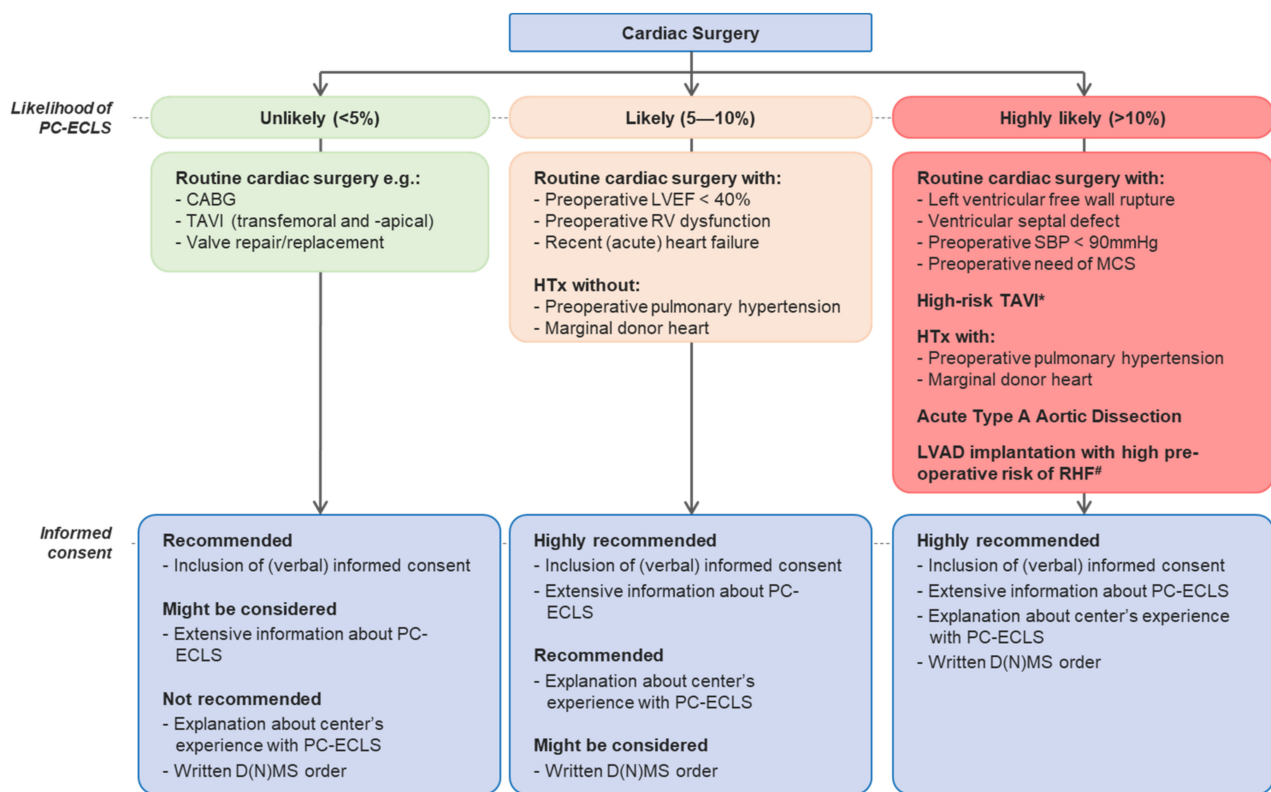 Cardiac Surgery
Likelihood of
PC-ECLS
Unlikely (<5%)
Likely (5—10%)
Highly likely (>10%)
Routine cardiac surgery e.g.:
- CABG
- TAVI (transfemoral and -apical)
- Valve repair/replacement
Routine cardiac surgery with:
- Preoperative LVEF < 40%
- Preoperative RV dysfunction
- Recent (acute) heart failure
HTx without:
- Preoperative pulmonary hypertension
- Marginal donor heart
Routine cardiac surgery with:
- Left ventricular free wall rupture
- Ventricular septal defect
- Preoperative SBP < 90mmHg
- Preoperative need of MCS
High-risk TAVI*
HTx with:
- Preoperative pulmonary hypertension
- Marginal donor heart
Acute Type A Aortic Dissection
LVAD implantation with high pre-
operative risk of RHF#
Informed
consent
Recommended
- Inclusion of (verbal) informed consent
Might be considered
- Extensive information about PC-
ECLS
Not recommended
- Explanation about center's
experience with PC-ECLS
- Written D(N)MS order
Highly recommended
- Inclusion of (verbal) informed consent
- Extensive information about PC-
ECLS
Recommended
- Explanation about center's
experience with PC-ECLS
Might be considered
- Written D(N)MS order
Highly recommended
- Inclusion of (verbal) informed consent
- Extensive information about PC-ECLS
- Explanation about center's experience
with PC-ECLS
- Written D(N)MS order